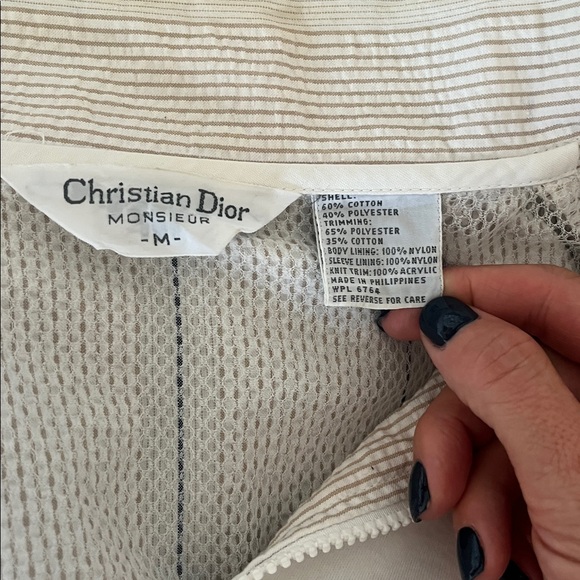 Christian Dior
MONSIEUR
-M-
SHELL:
60% COTTON
40% POLYESTER
TRIMMING:
65% POLYESTER
35% COTTON
BODY LINING: 100% NYLON
SLEEVE LINING: 100% NYLON
KNIT TRIM: 100% ACRYLIC
MADE IN PHILIPPINES
WPL 6764
SEE REVERSE FOR CARE